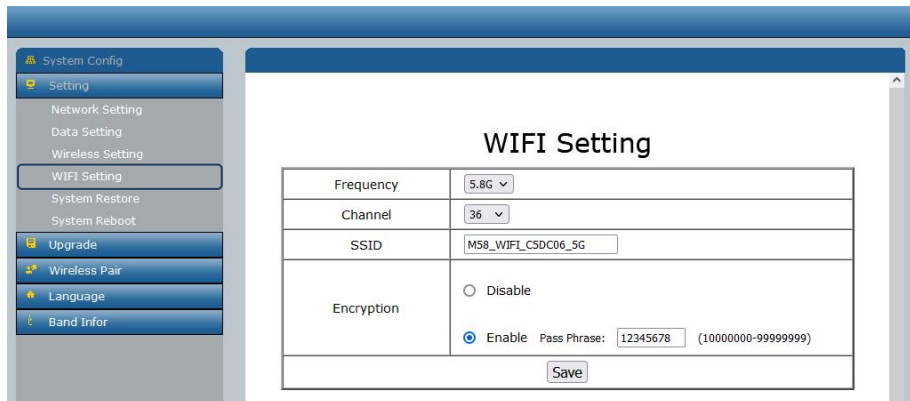 System Config
Setting
Network Setting
Data Setting
Wireless Setting
WIFI Setting
System Restore
System Reboot
Upgrade
Wireless Pair
Language
Band Infor
WIFI Setting
Frequency 5.8G
Channel 36
SSID M58_WIFI_C5DC06_5G
Encryption
Disable
Enable Pass Phrase: 12345678 (10000000-99999999)
Save